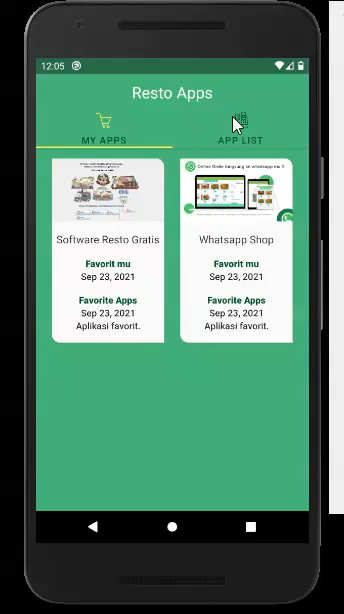 12:05
Resto Apps
MY APPS
APP LIST
Software Resto Gratis
Favorit mu
Sep 23, 2021
Favorite Apps
Sep 23, 2021
Aplikasi favorit.
Online Order langsung ke whatsapp mu !!
Whatsapp Shop
Favorit mu
Sep 23, 2021
Favorite Apps
Sep 23, 2021
Aplikasi favorit.